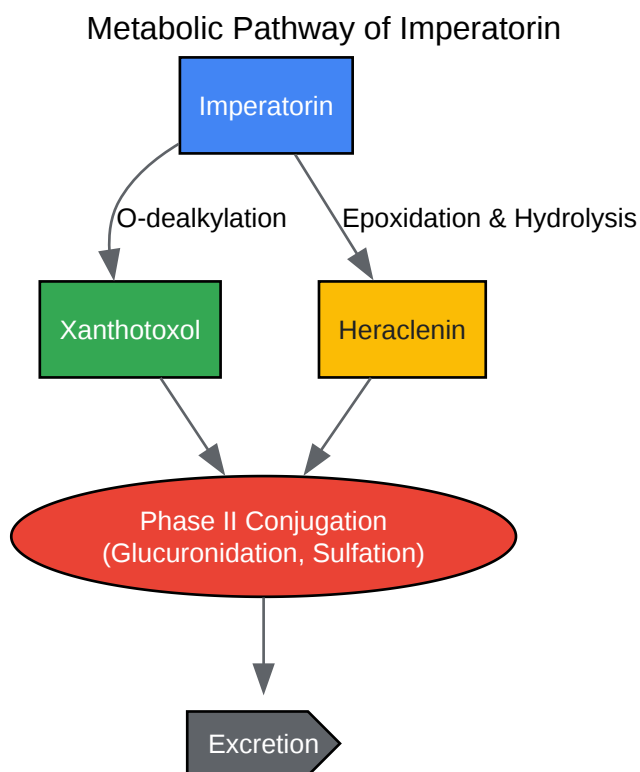 Metabolic Pathway of Imperatorin
Imperatorin
O-dealkylation
Epoxidation & Hydrolysis
Xanthotoxol
Heraclenin
Phase II Conjugation
(Glucuronidation, Sulfation)
Excretion